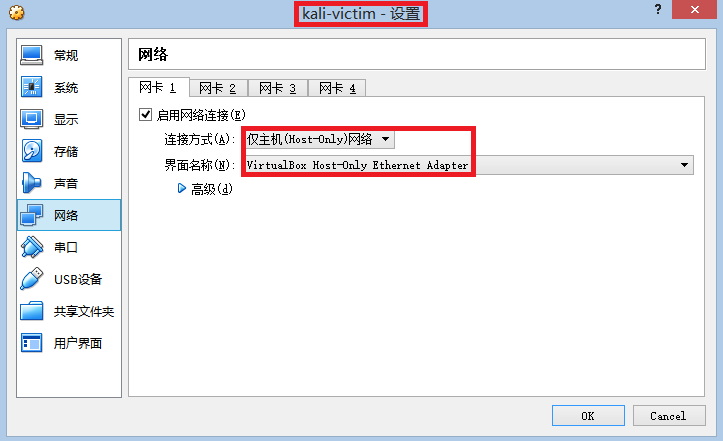 kali-victim - 设置
?
常规
系统
显示
存储
声音
网络
串口
USB设备
共享文件夹
用户界面
网络
网卡 1 网卡 2 网卡 3 网卡 4
启用网络连接(E)
连接方式(A): 仅主机(Host-Only)网络
界面名称(N): VirtualBox Host-Only Ethernet Adapter
高级(d)
OK Cancel